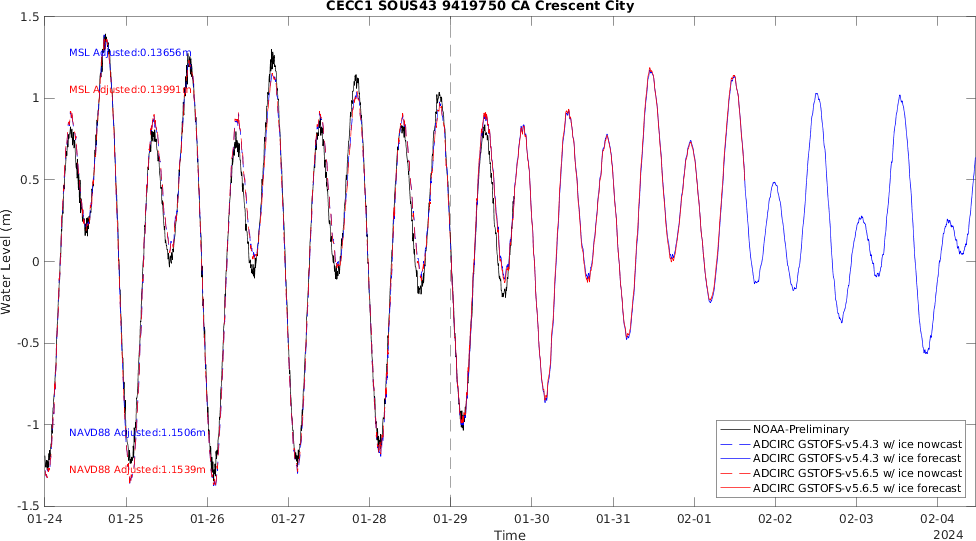 CECC1 SOUS43 9419750 CA Crescent City
1.5
1
0.5
0
-0.5
-1
-1.5
Water Level (m)
MSL Adjusted:0.13656m
MSL Adjusted:0.13991m
NAVD88 Adjusted:1.1506m
NAVD88 Adjusted:1.1539m
NOAA-Preliminary
ADCIRC GSTOFS-v5.4.3 w/ ice nowcast
ADCIRC GSTOFS-v5.4.3 w/ ice forecast
ADCIRC GSTOFS-v5.6.5 w/ ice nowcast
ADCIRC GSTOFS-v5.6.5 w/ ice forecast
01-24 01-25 01-26 01-27 01-28 01-29 01-30 01-31 02-01 02-02 02-03 02-04
Time
2024